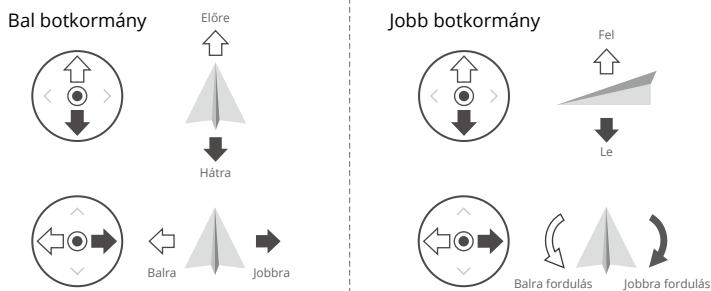 Bal botkormány
Előre
Hátra
Balra
Jobbra
Jobb botkormány
Fel
Le
Balra fordulás
Jobbra fordulás